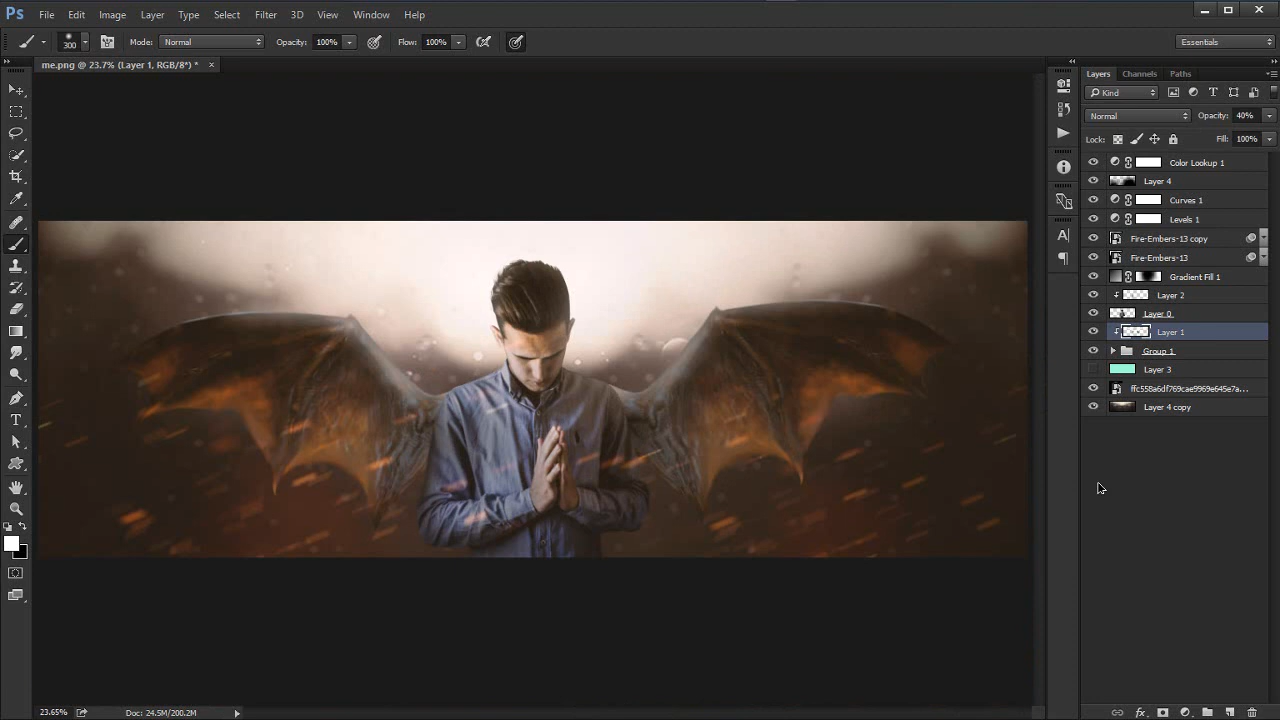 Ps File Edit Image Layer Type Select Filter 3D View Window Help
300 Mode: Normal Opacity: 100% Flow: 100% Essentials
me.png @ 23.7% (Layer 1, RGB/8*) *
Layers Channels Paths
Kind
Normal Opacity: 40%
Lock: Fill: 100%
Color Lookup 1
Layer 4
Curves 1
Levels 1
Fire-Embers-13 copy
Fire-Embers-13
Gradient Fill 1
Layer 2
Layer 0
Layer 1
Group 1
Layer 3
ffc558a6df769cae9969e645e7a...
Layer 4 copy
23.65% Doc: 24.5M/200.2M